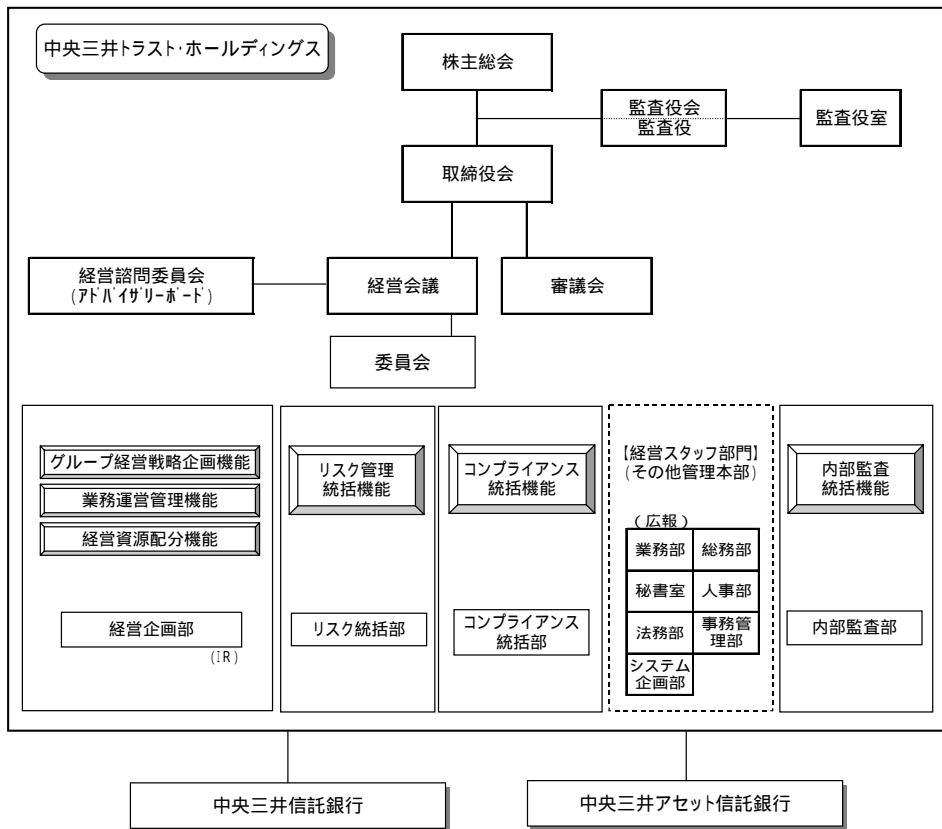 中央三井トラスト・ホールディングス
株主総会
監査役会
監査役
監査役室
取締役会
経営諮問委員会
(アドバイザリーボード)
経営会議
審議会
委員会
グループ経営戦略企画機能
業務運営管理機能
経営資源配分機能
経営企画部
(IR)
リスク管理
統括機能
リスク統括部
コンプライアンス
統括機能
コンプライアンス
統括部
【経営スタッフ部門】
(その他管理本部)
(広報)
業務部
総務部
秘書室
人事部
法務部
事務管
理部
システム
企画部
内部監査
統括機能
内部監査部
中央三井信託銀行
中央三井アセット信託銀行